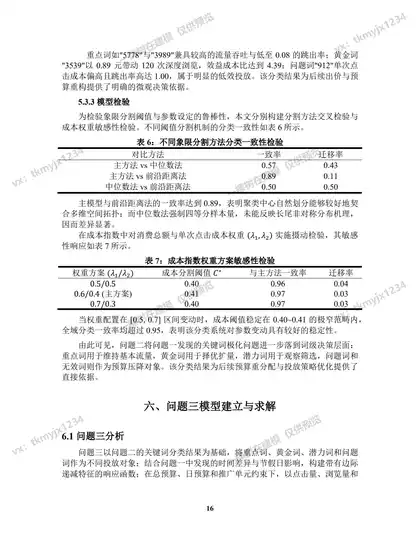 重点词如“5778”与“3989”兼具较高的流量吞吐与低至 0.08 的跳出率；黄金词
“3539”以 0.89 元带动 120 次深度浏览，效益成本比达到 4.39；问题词“912”单次点
击成本偏高且跳出率高达 1.00，属于明显的低效投放。该分类结果为后续出价与预
算重构提供了明确的微观决策依据。
5.3.3 模型检验
为检验象限分割阈值与参数设定的鲁棒性，本文分别构建分割方法交叉检验与
成本权重敏感性检验。不同阈值分割机制的分类一致性如表 6 所示。
表 6：不同象限分割方法分类一致性检验
对比方法 一致率 迁移率
主方法 vs 中位数法 0.57 0.43
主方法 vs 前沿距离法 0.89 0.11
中位数法 vs 前沿距离法 0.50 0.50
主模型与前沿距离法的一致率达到 0.89，表明聚类中心自然划分能够较好地契
合多维空间拓扑；而中位数法强制四等分样本量，未能反映长尾非对称分布机理，
因而差异显著。
在成本指数中对消费总额与单次点击成本权重 (λ₁, λ₂) 实施摄动检验，其敏感
性响应如表 7 所示。
表 7：成本指数权重方案敏感性检验
权重方案 (λ₁/λ₂) 成本分割阈值 C* 与主方法一致率 迁移率
0.5/0.5 0.40 0.96 0.04
0.6/0.4 (主方案) 0.41 0.97 0.03
0.7/0.3 0.40 0.97 0.03
当权重配置在 [0.5, 0.7] 区间变动时，成本阈值稳定在 0.40–0.41 的极窄范畴内，
全域分类一致率均超过 0.95，表明该分类系统对参数变动具有较好的稳定性。
由此可见，问题二将问题一发现的关键词极化问题进一步落到词级决策层面：
重点词用于维持基本流量，黄金词用于择优扩量，潜力词用于观察筛选，问题词和
无效词则作为预算压降对象。该分类结果为后续预算重分配与投放策略优化提供了
直接依据。
六、问题三模型建立与求解
6.1 问题三分析
问题三以问题二的关键词分类结果为基础，将重点词、黄金词、潜力词和问题
词作为不同投放对象；结合问题一中发现的时间差异与节假日影响，构建带有边际
递减特征的响应函数；在总预算、日预算和推广单元约束下，以点击量、浏览量和
16
vx: tkmyjx1234
仅供预览